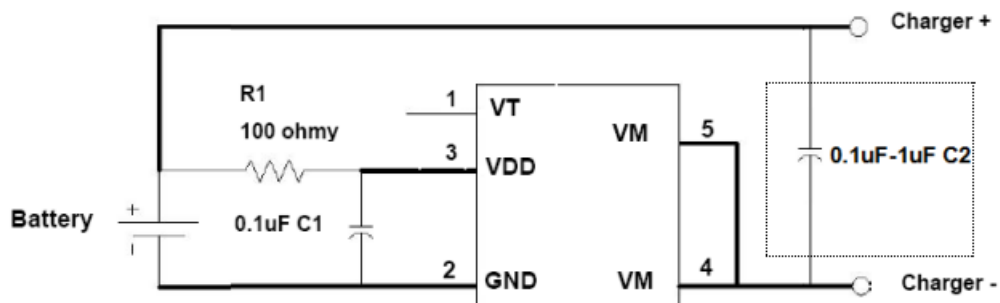 Charger +
R1
100 ohmy
1
VT
VM
5
3
VDD
0.1uF-1uF C2
+
Battery
0.1uF C1
-
2
GND
VM
4
Charger -